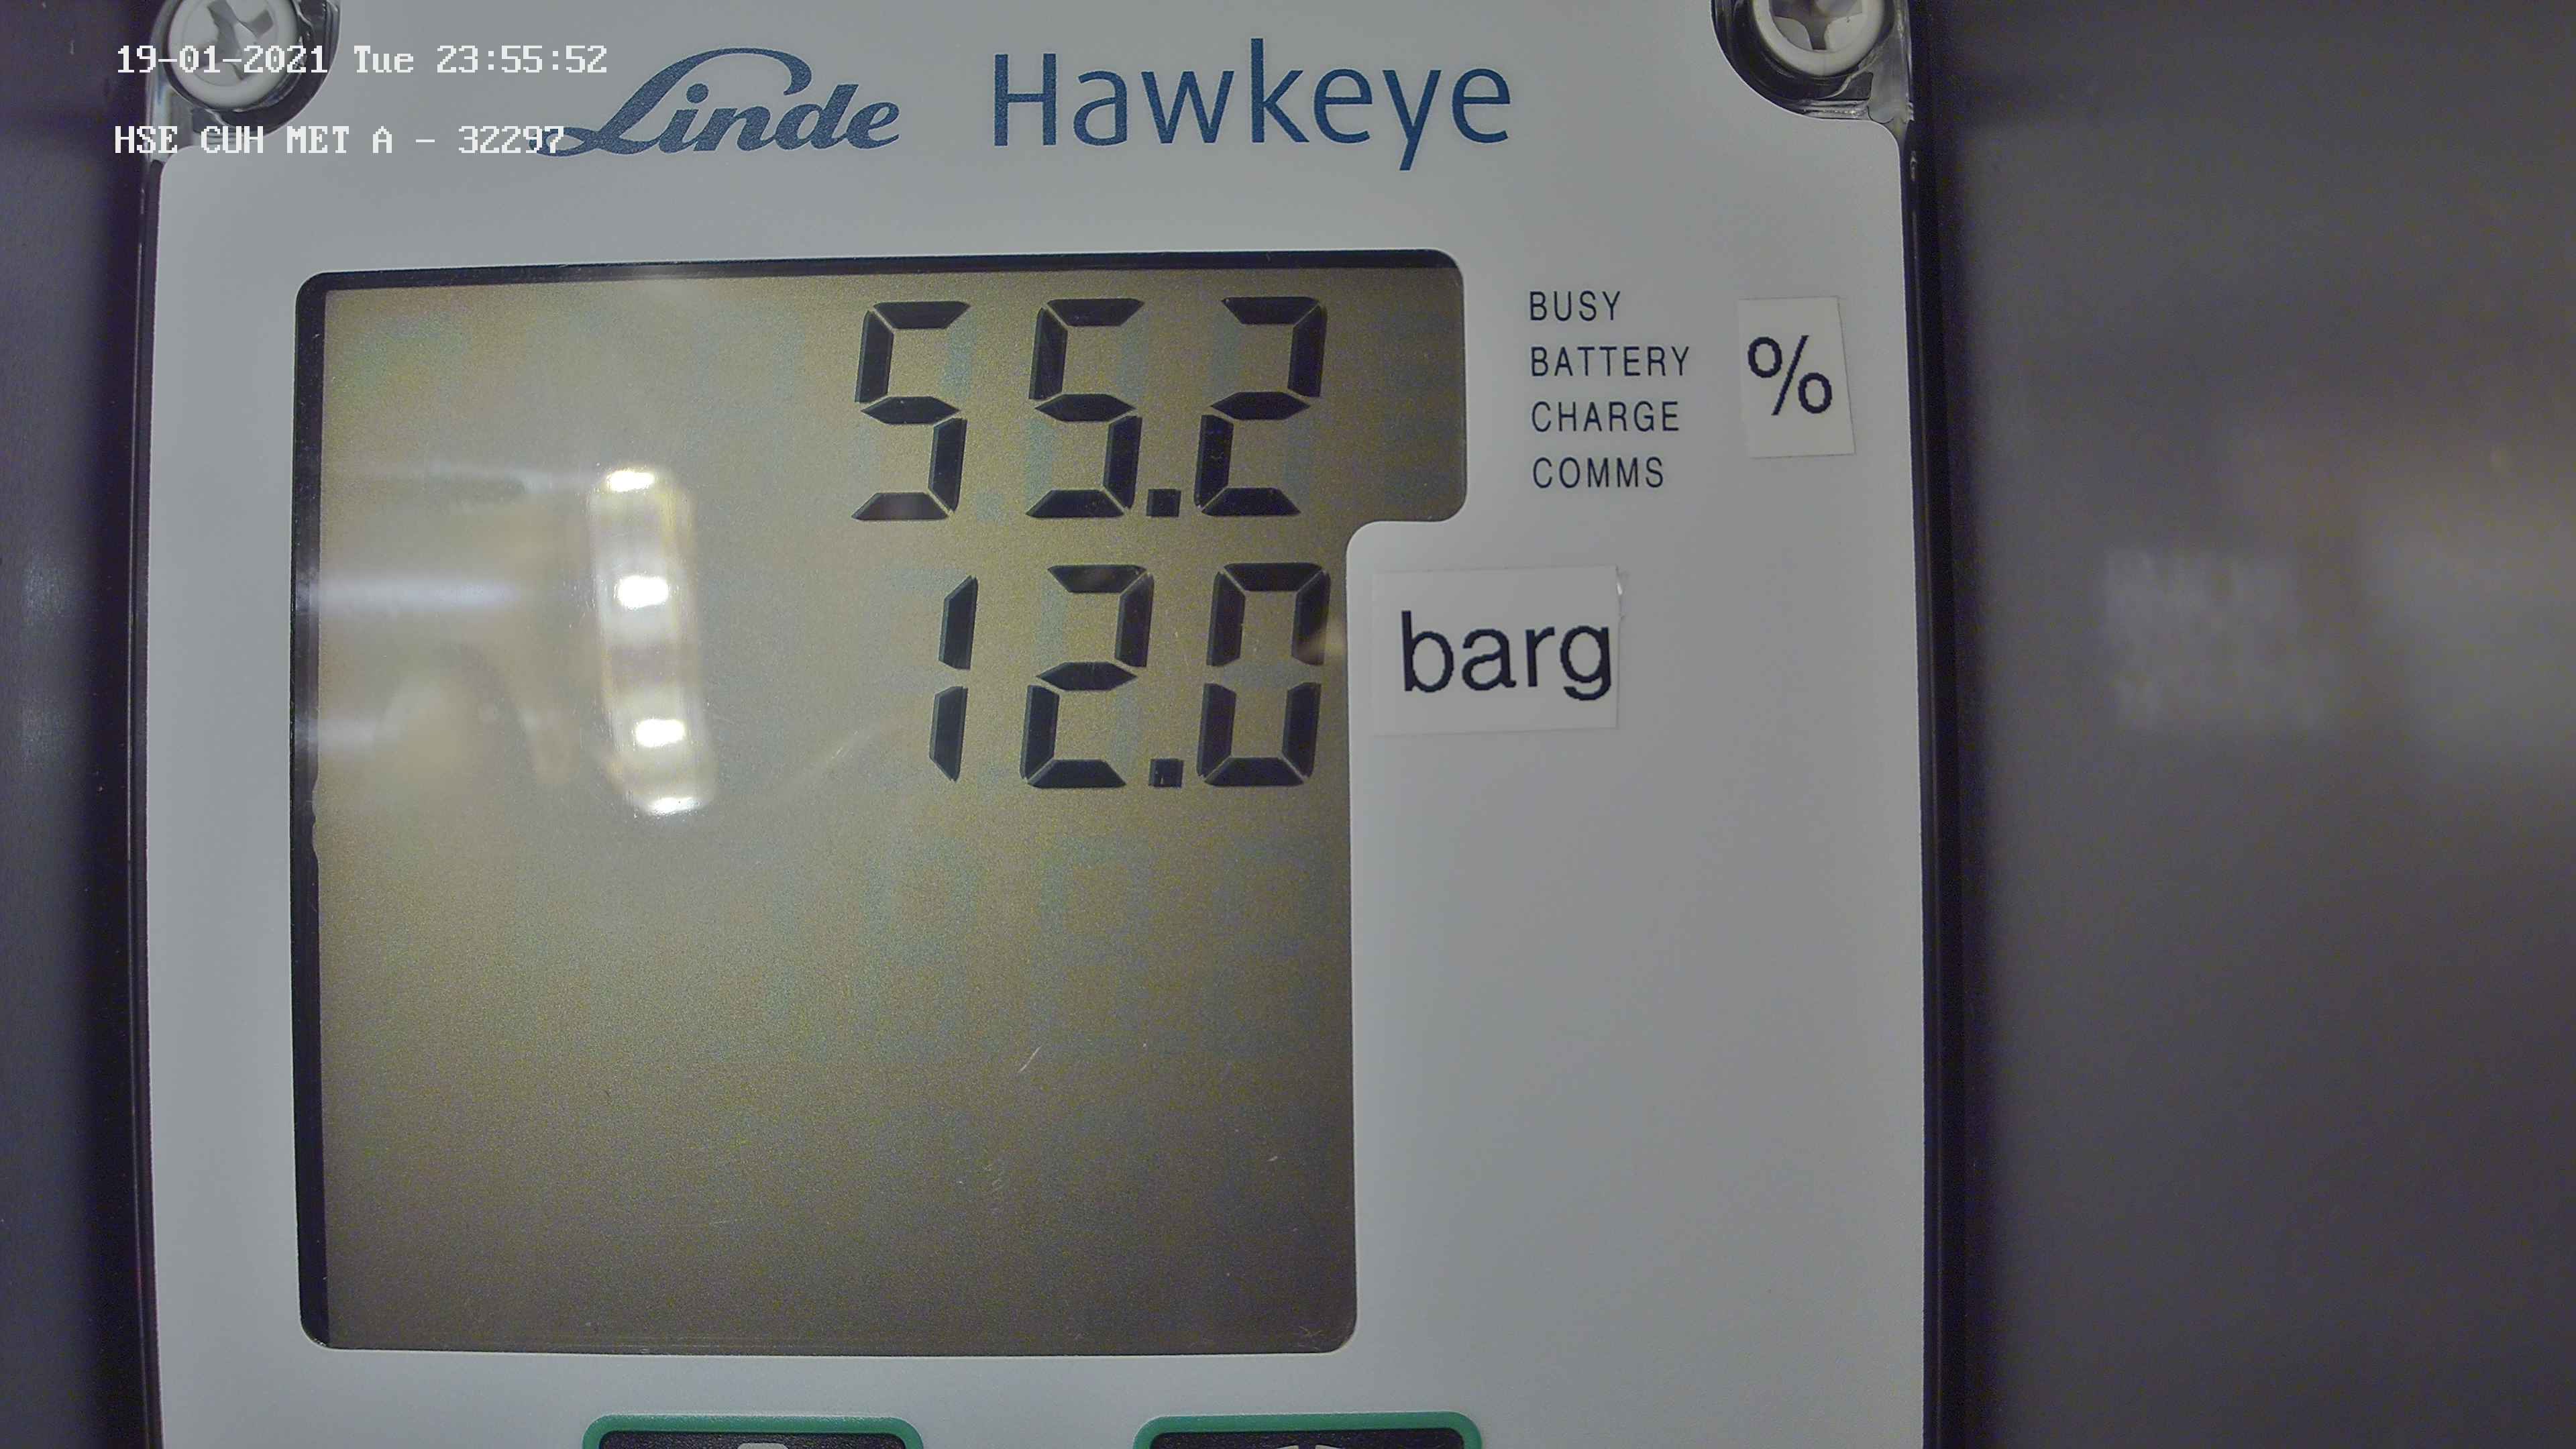 19-01-2021 Tue 23:55:52
HSE CUH MET A - 32297
Linde Hawkeye
55.2
BUSY
BATTERY
CHARGE
COMMS
%
12.0
barg